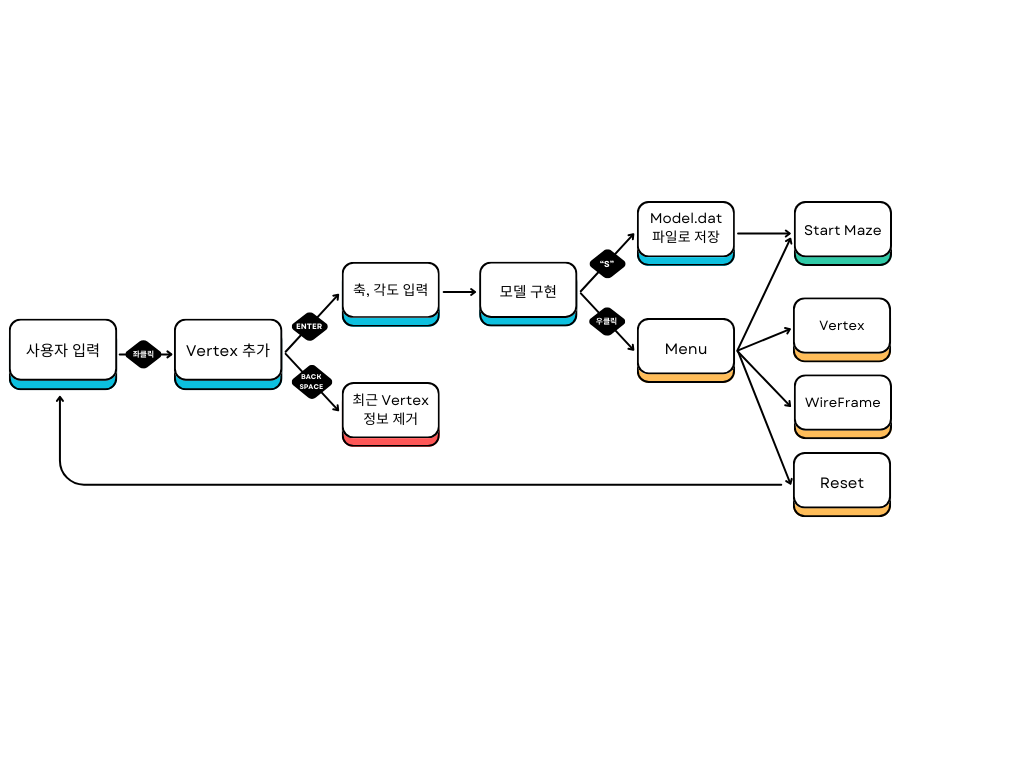 사용자 입력
좌클릭
Vertex 추가
ENTER
BACK
SPACE
축, 각도 입력
최근 Vertex
정보 제거
모델 구현
“S”
우클릭
Model.dat
파일로 저장
Menu
Start Maze
Vertex
WireFrame
Reset